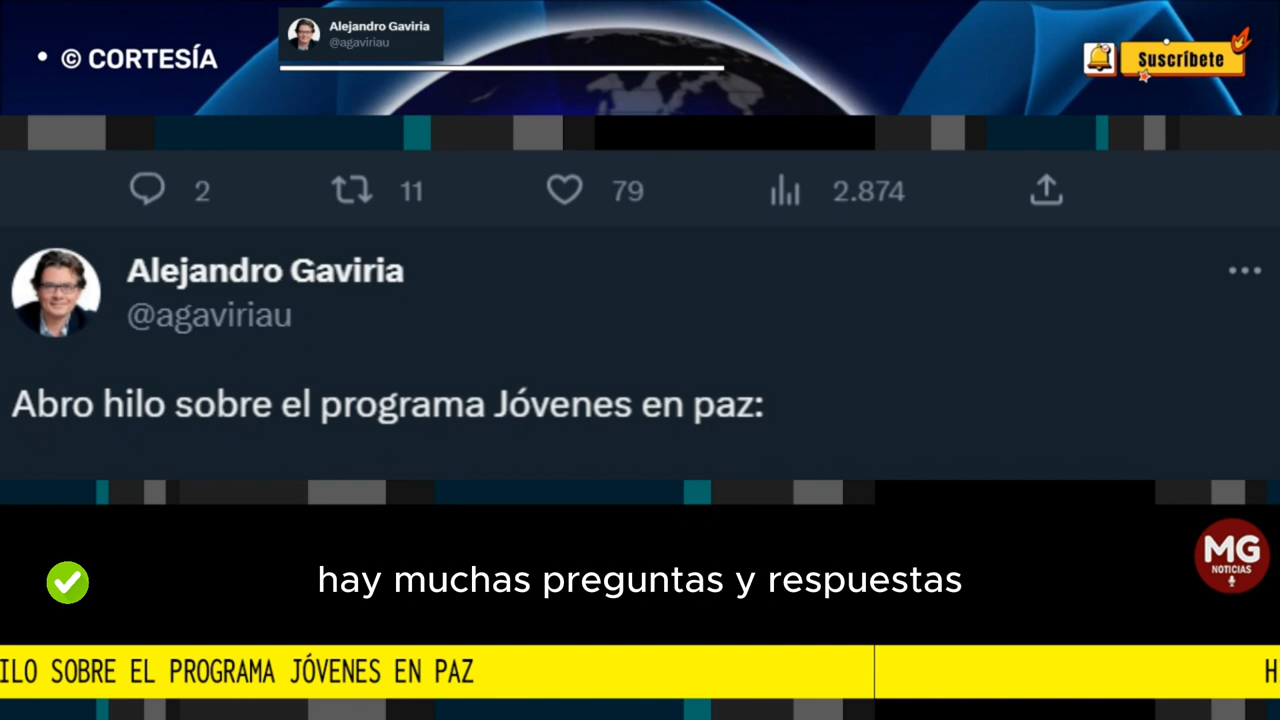 • © CORTESÍA
Alejandro Gaviria
@agaviriau
Suscríbete
2 11 79 2.874
Alejandro Gaviria
@agaviriau
Abro hilo sobre el programa Jóvenes en paz:
hay muchas preguntas y respuestas
MG
NOTICIAS
ILO SOBRE EL PROGRAMA JÓVENES EN PAZ H